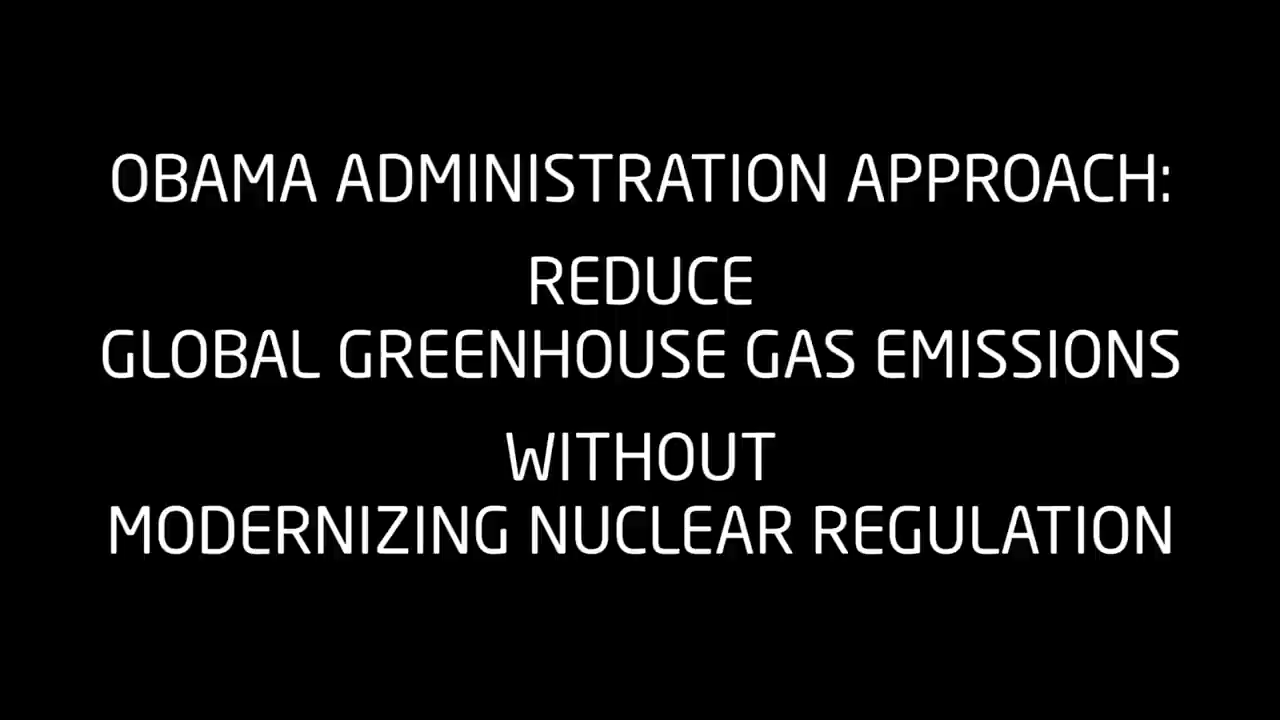 OBAMA ADMINISTRATION APPROACH:
REDUCE
GLOBAL GREENHOUSE GAS EMISSIONS
WITHOUT
MODERNIZING NUCLEAR REGULATION